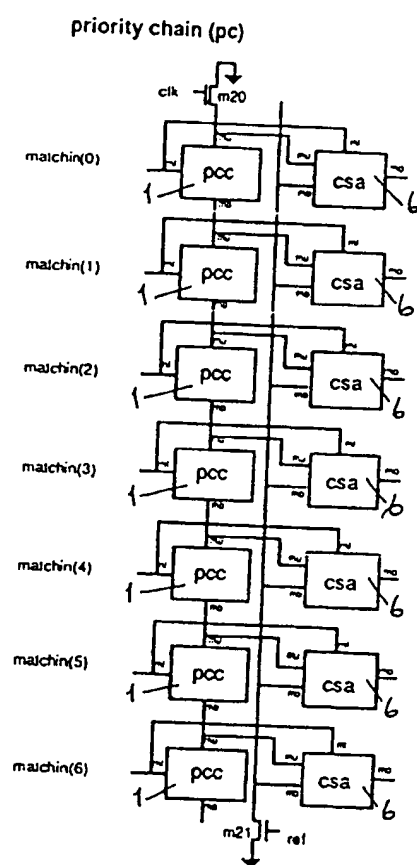 priority chain (pc)
clk
m20
matchin(0)
pcc
csa
1
6
matchin(1)
pcc
csa
1
6
matchin(2)
pcc
csa
1
6
matchin(3)
pcc
csa
1
6
matchin(4)
pcc
csa
1
6
matchin(5)
pcc
csa
1
6
matchin(6)
pcc
csa
1
6
m21
ref